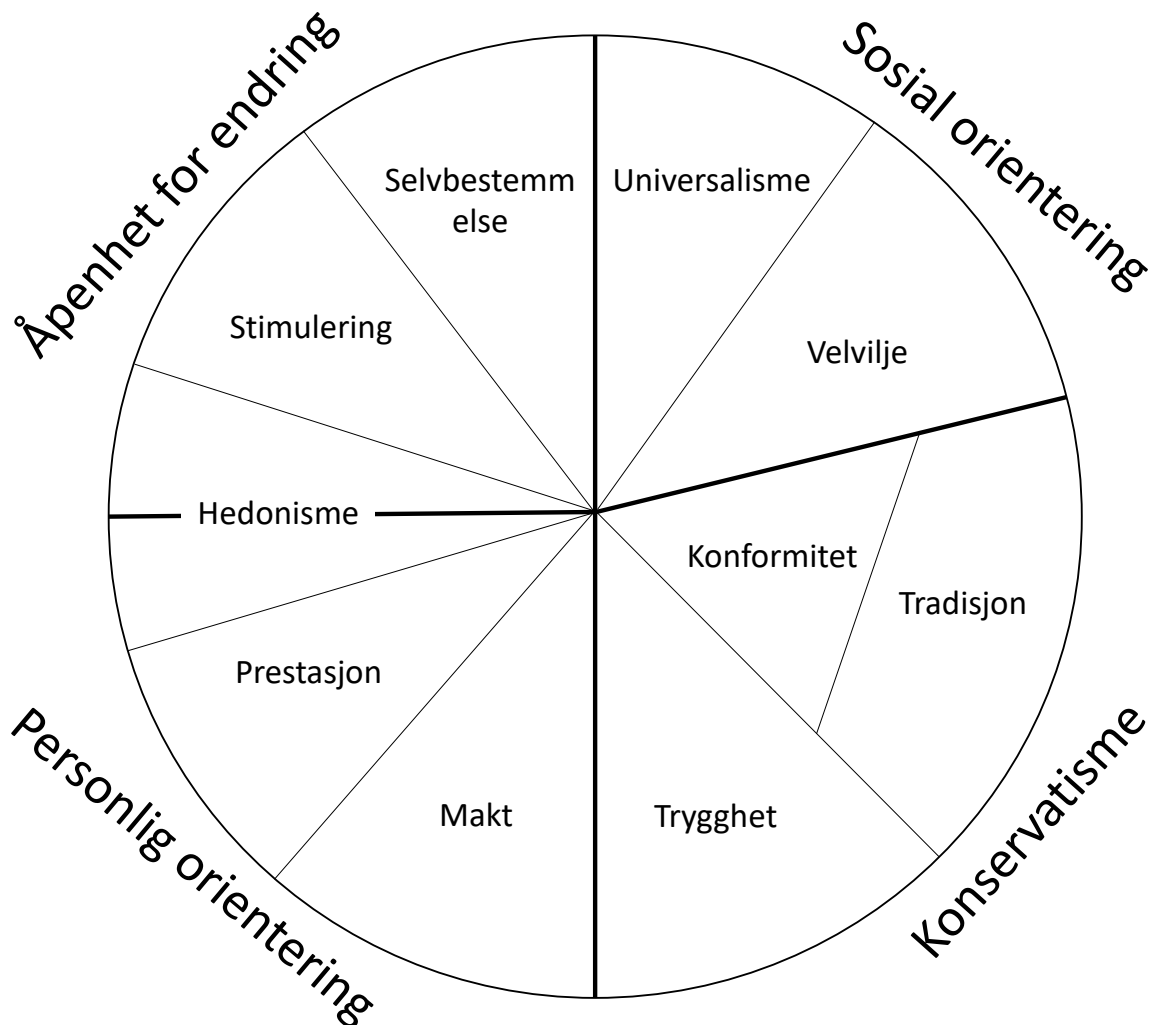 Åpenhet for endring
Sosial orientering
Selvbestemm
else
Universalisme
Stimulering
Velvilje
Hedonisme
Konformitet
Tradisjon
Prestasjon
Makt
Trygghet
Personlig orientering
Konservatisme